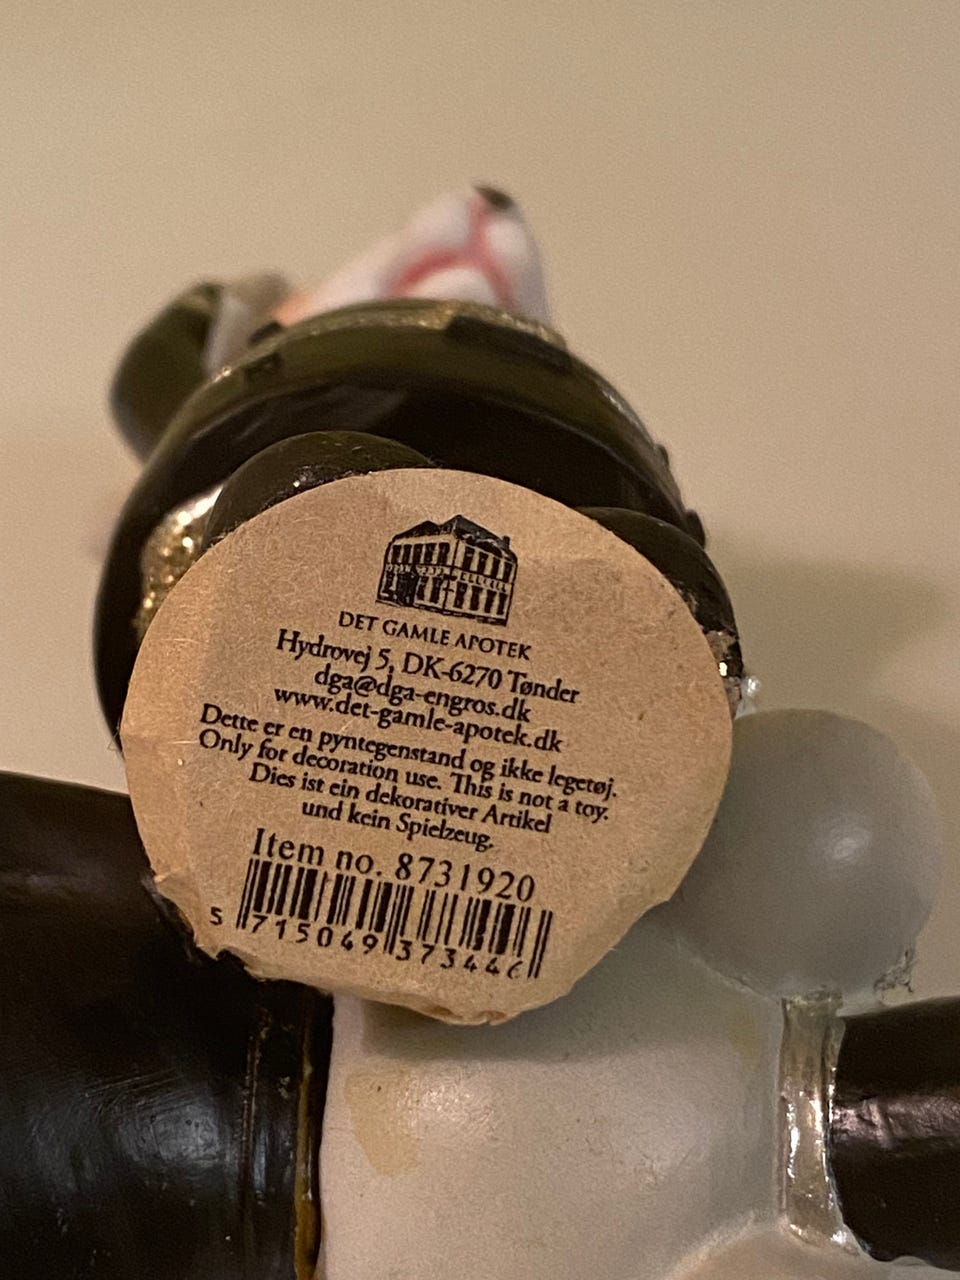 DET GAMLE APOTEK
Hydrovej 5, DK-6270 Tønder
dga@dga-engros.dk
www.det-gamle-apotek.dk
Dette er en pyntegenstand og ikke legetøj.
Only for decoration use. This is not a toy.
Dies ist ein dekorativer Artikel
und kein Spielzeug.
Item no. 8731920
5 715049 373446